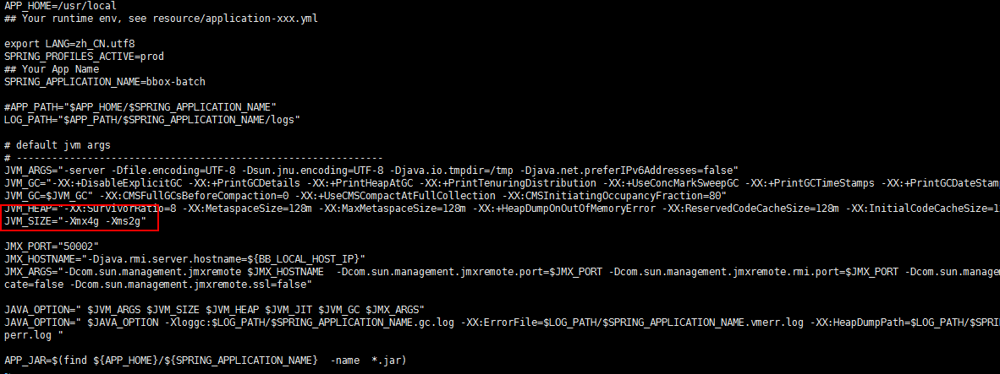 APP_HOME=/usr/local
## Your runtime env, see resource/application-xxx.yml
export LANG=zh_CN.utf8
SPRING_PROFILES_ACTIVE=prod
## Your App Name
SPRING_APPLICATION_NAME=bbox-batch
#APP_PATH="$APP_HOME/$SPRING_APPLICATION_NAME"
LOG_PATH="$APP_PATH/$SPRING_APPLICATION_NAME/logs"
# default jvm args
# -------------------------------------------------------------
JVM_ARGS="-server -Dfile.encoding=UTF-8 -Dsun.jnu.encoding=UTF-8 -Djava.io.tmpdir=/tmp -Djava.net.preferIPv6Addresses=false"
JVM_GC="-XX:+DisableExplicitGC -XX:+PrintGCDetails -XX:+PrintHeapAtGC -XX:+PrintTenuringDistribution -XX:+UseConcMarkSweepGC -XX:+PrintGCTimeStamps -XX:+PrintGCDateStam
JVM_GC=$JVM_GC" -XX:CMSFullGCsBeforeCompaction=0 -XX:+UseCMSCompactAtFullCollection -XX:CMSInitiatingOccupancyFraction=80"
JVM_HEAP="-XX:SurvivorRatio=8 -XX:MetaspaceSize=128m -XX:MaxMetaspaceSize=128m -XX:+HeapDumpOnOutOfMemoryError -XX:ReservedCodeCacheSize=128m -XX:InitialCodeCacheSize=1
JVM_SIZE="-Xmx4g -Xms2g"
JMX_PORT="50002"
JMX_HOSTNAME="-Djava.rmi.server.hostname=${BB_LOCAL_HOST_IP}"
JMX_ARGS="-Dcom.sun.management.jmxremote $JMX_HOSTNAME  -Dcom.sun.management.jmxremote.port=$JMX_PORT -Dcom.sun.management.jmxremote.rmi.port=$JMX_PORT -Dcom.sun.manage
cate=false -Dcom.sun.management.jmxremote.ssl=false"
JAVA_OPTION=" $JVM_ARGS $JVM_SIZE $JVM_HEAP $JVM_JIT $JVM_GC $JMX_ARGS"
JAVA_OPTION=" $JAVA_OPTION -Xloggc:$LOG_PATH/$SPRING_APPLICATION_NAME.gc.log -XX:ErrorFile=$LOG_PATH/$SPRING_APPLICATION_NAME.vmerr.log -XX:HeapDumpPath=$LOG_PATH/$SPRI
perr.log "
APP_JAR=$(find ${APP_HOME}/${SPRING_APPLICATION_NAME}  -name  *.jar)